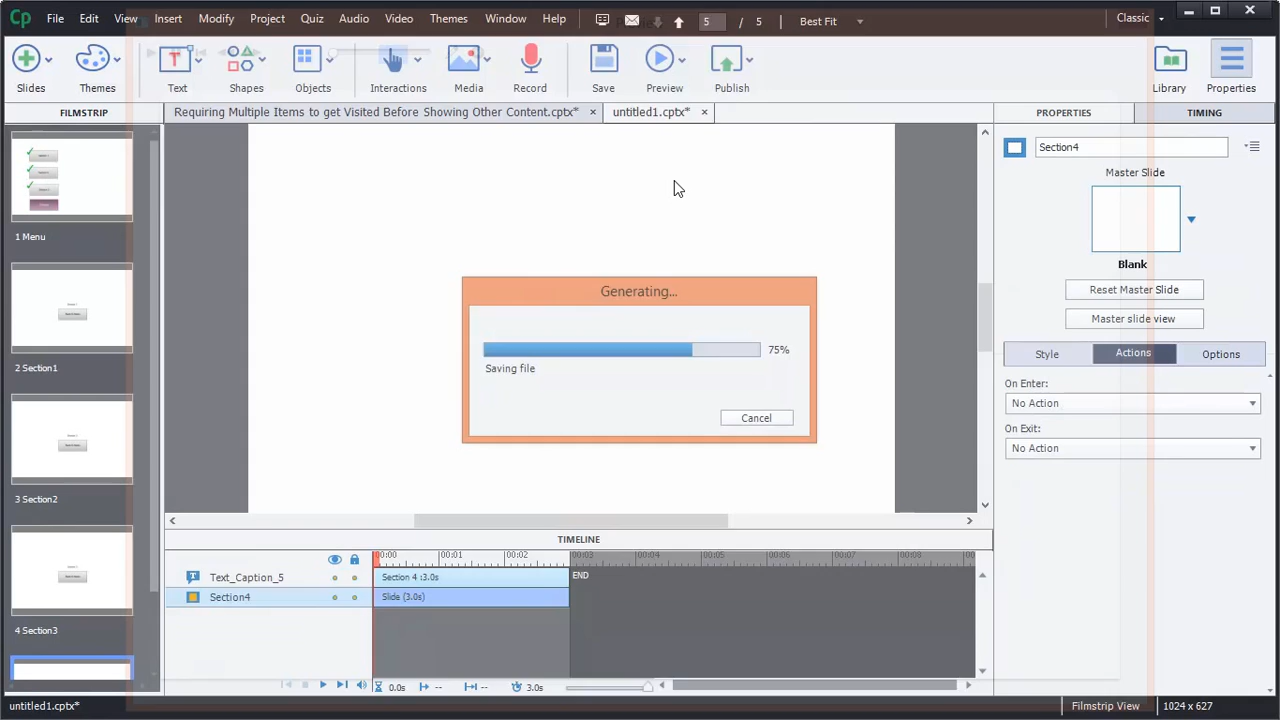 Cp File Edit View Insert Modify Project Quiz Audio Video Themes Window Help 5 / 5 Best Fit Classic
Slides Themes Text Shapes Objects Interactions Media Record Save Preview Publish Library Properties
FILMSTRIP Requiring Multiple Items to get Visited Before Showing Other Content.cptx* × untitled1.cptx* × PROPERTIES TIMING
Section4
Master Slide
1 Menu
Blank
Reset Master Slide
Master slide view
Style Actions Options
2 Section1
On Enter:
No Action
On Exit:
No Action
3 Section2
4 Section3
Generating...
75%
Saving file
Cancel
TIMELINE
00:00 00:01 00:02 00:03 00:04 00:05 00:06 00:07 00:08
Text_Caption_5 Section 4 :3.0s END
Section4 Slide (3.0s)
0.0s 3.0s
untitled1.cptx* Filmstrip View 1024 x 627